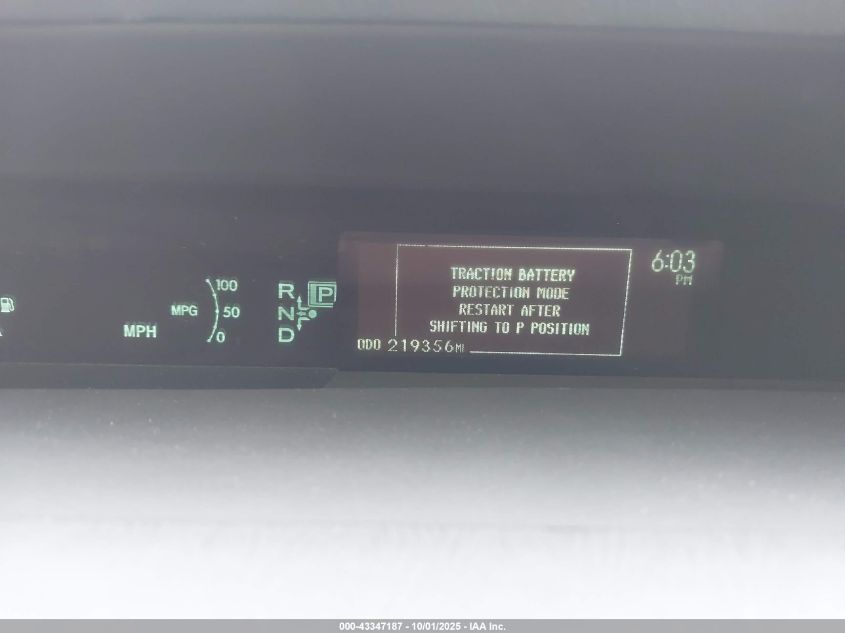 100
MPG 50
0
MPH
R P
N
D
6:03
PM
TRACTION BATTERY
PROTECTION MODE
RESTART AFTER
SHIFTING TO P POSITION
ODO 219356MI
000-43347187 - 10/01/2025 - IAA Inc.